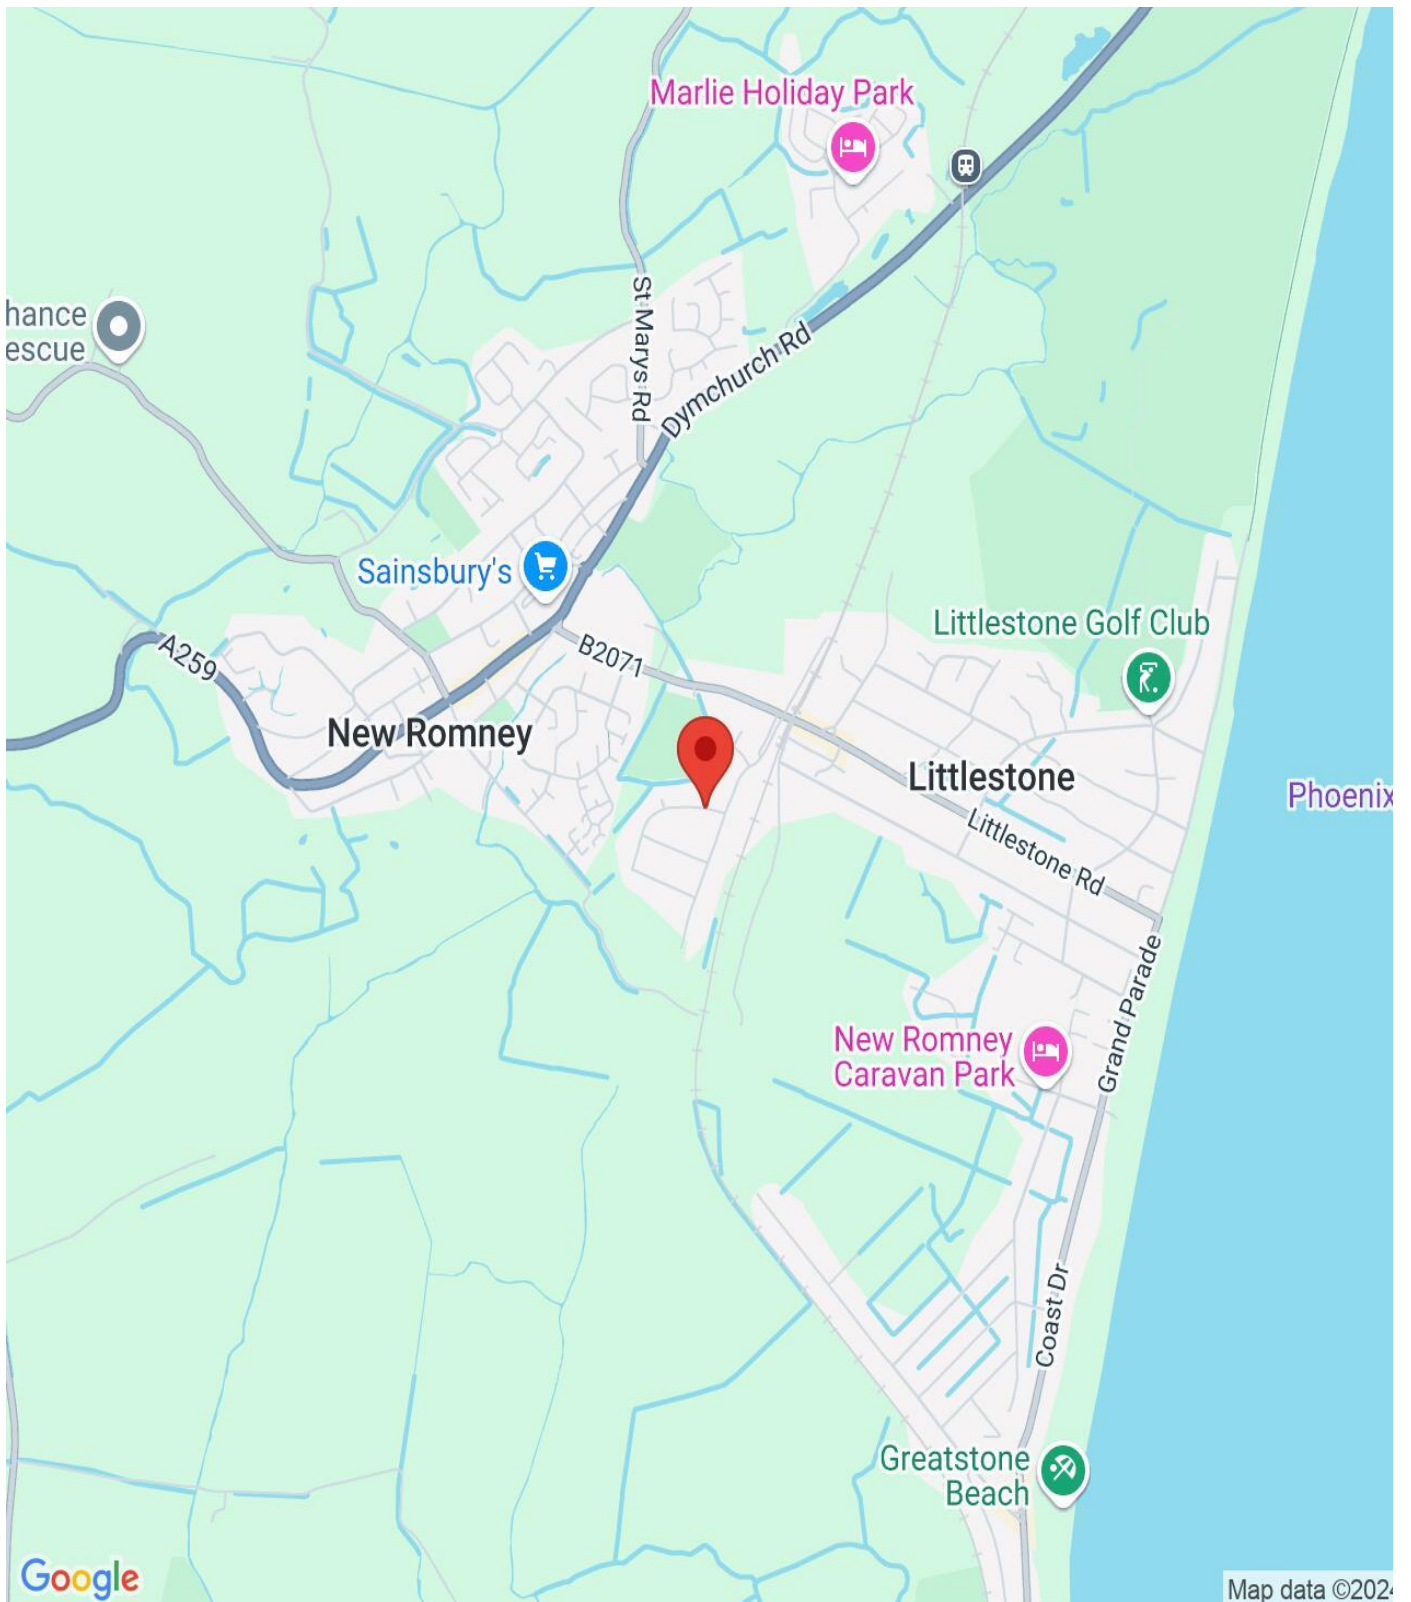 Marlie Holiday Park
hance
escue
St Marys Rd
Dymchurch Rd
Sainsbury's
Littlestone Golf Club
B2071
A259
New Romney
Littlestone
Phoenix
Littlestone Rd
Grand Parade
New Romney
Caravan Park
Coast Dr
Greatstone
Beach
Google
Map data ©2024